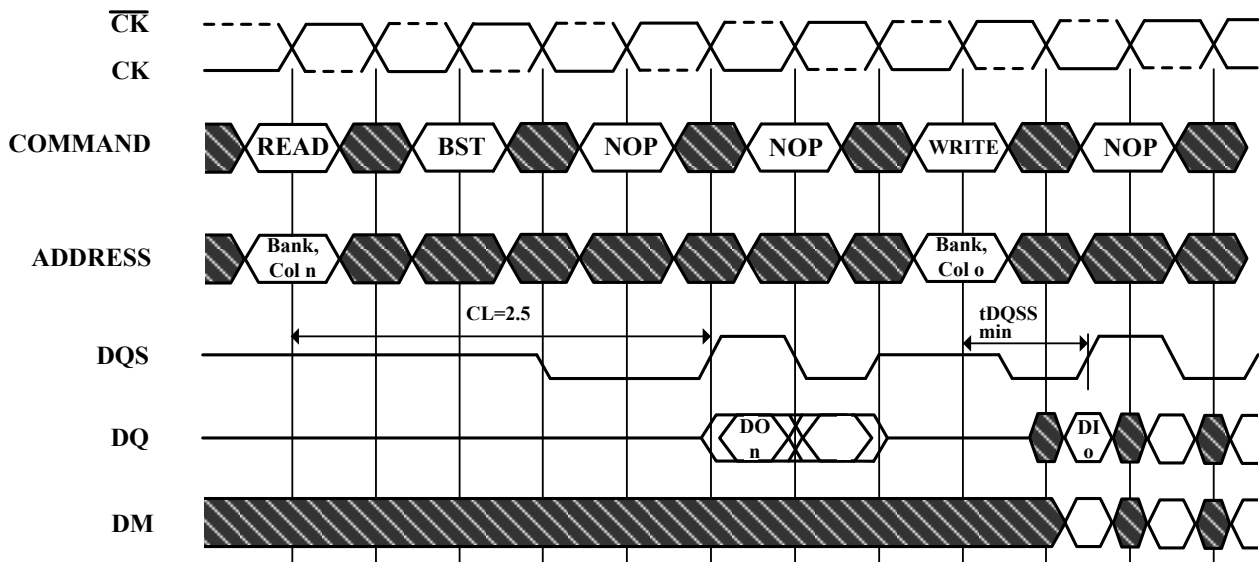 CK
CK
COMMAND
READ
BST
NOP
NOP
WRITE
NOP
ADDRESS
Bank,
Col n
Bank,
Col o
CL=2.5
tDQSS
min
DQS
DQ
DO
n
DI
o
DM